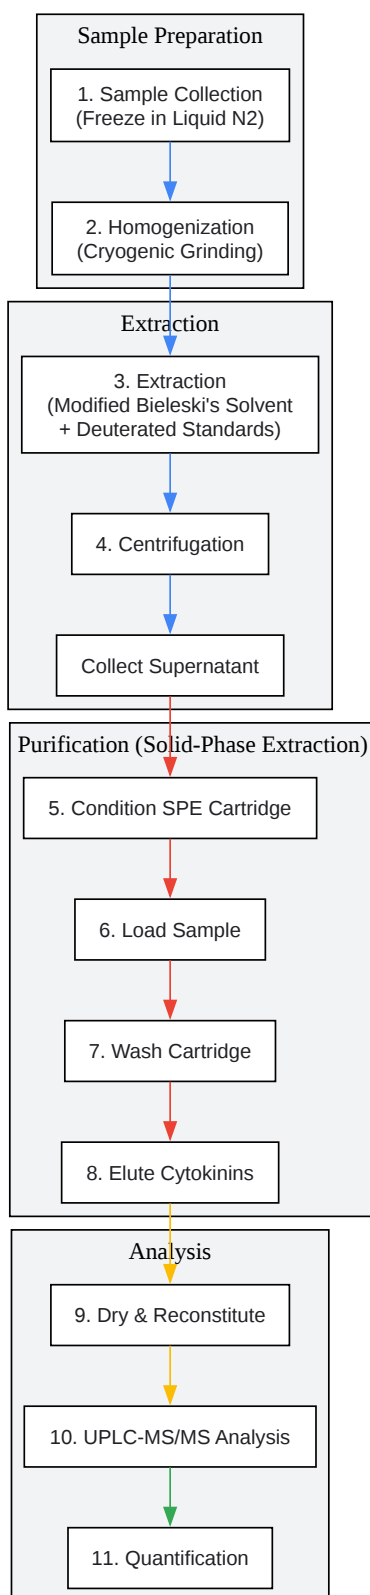 Sample Preparation
1. Sample Collection
(Freeze in Liquid N2)
2. Homogenization
(Cryogenic Grinding)
Extraction
3. Extraction
(Modified Bieleski's Solvent
+ Deuterated Standards)
4. Centrifugation
Collect Supernatant
Purification (Solid-Phase Extraction)
5. Condition SPE Cartridge
6. Load Sample
7. Wash Cartridge
8. Elute Cytokinins
Analysis
9. Dry & Reconstitute
10. UPLC-MS/MS Analysis
11. Quantification